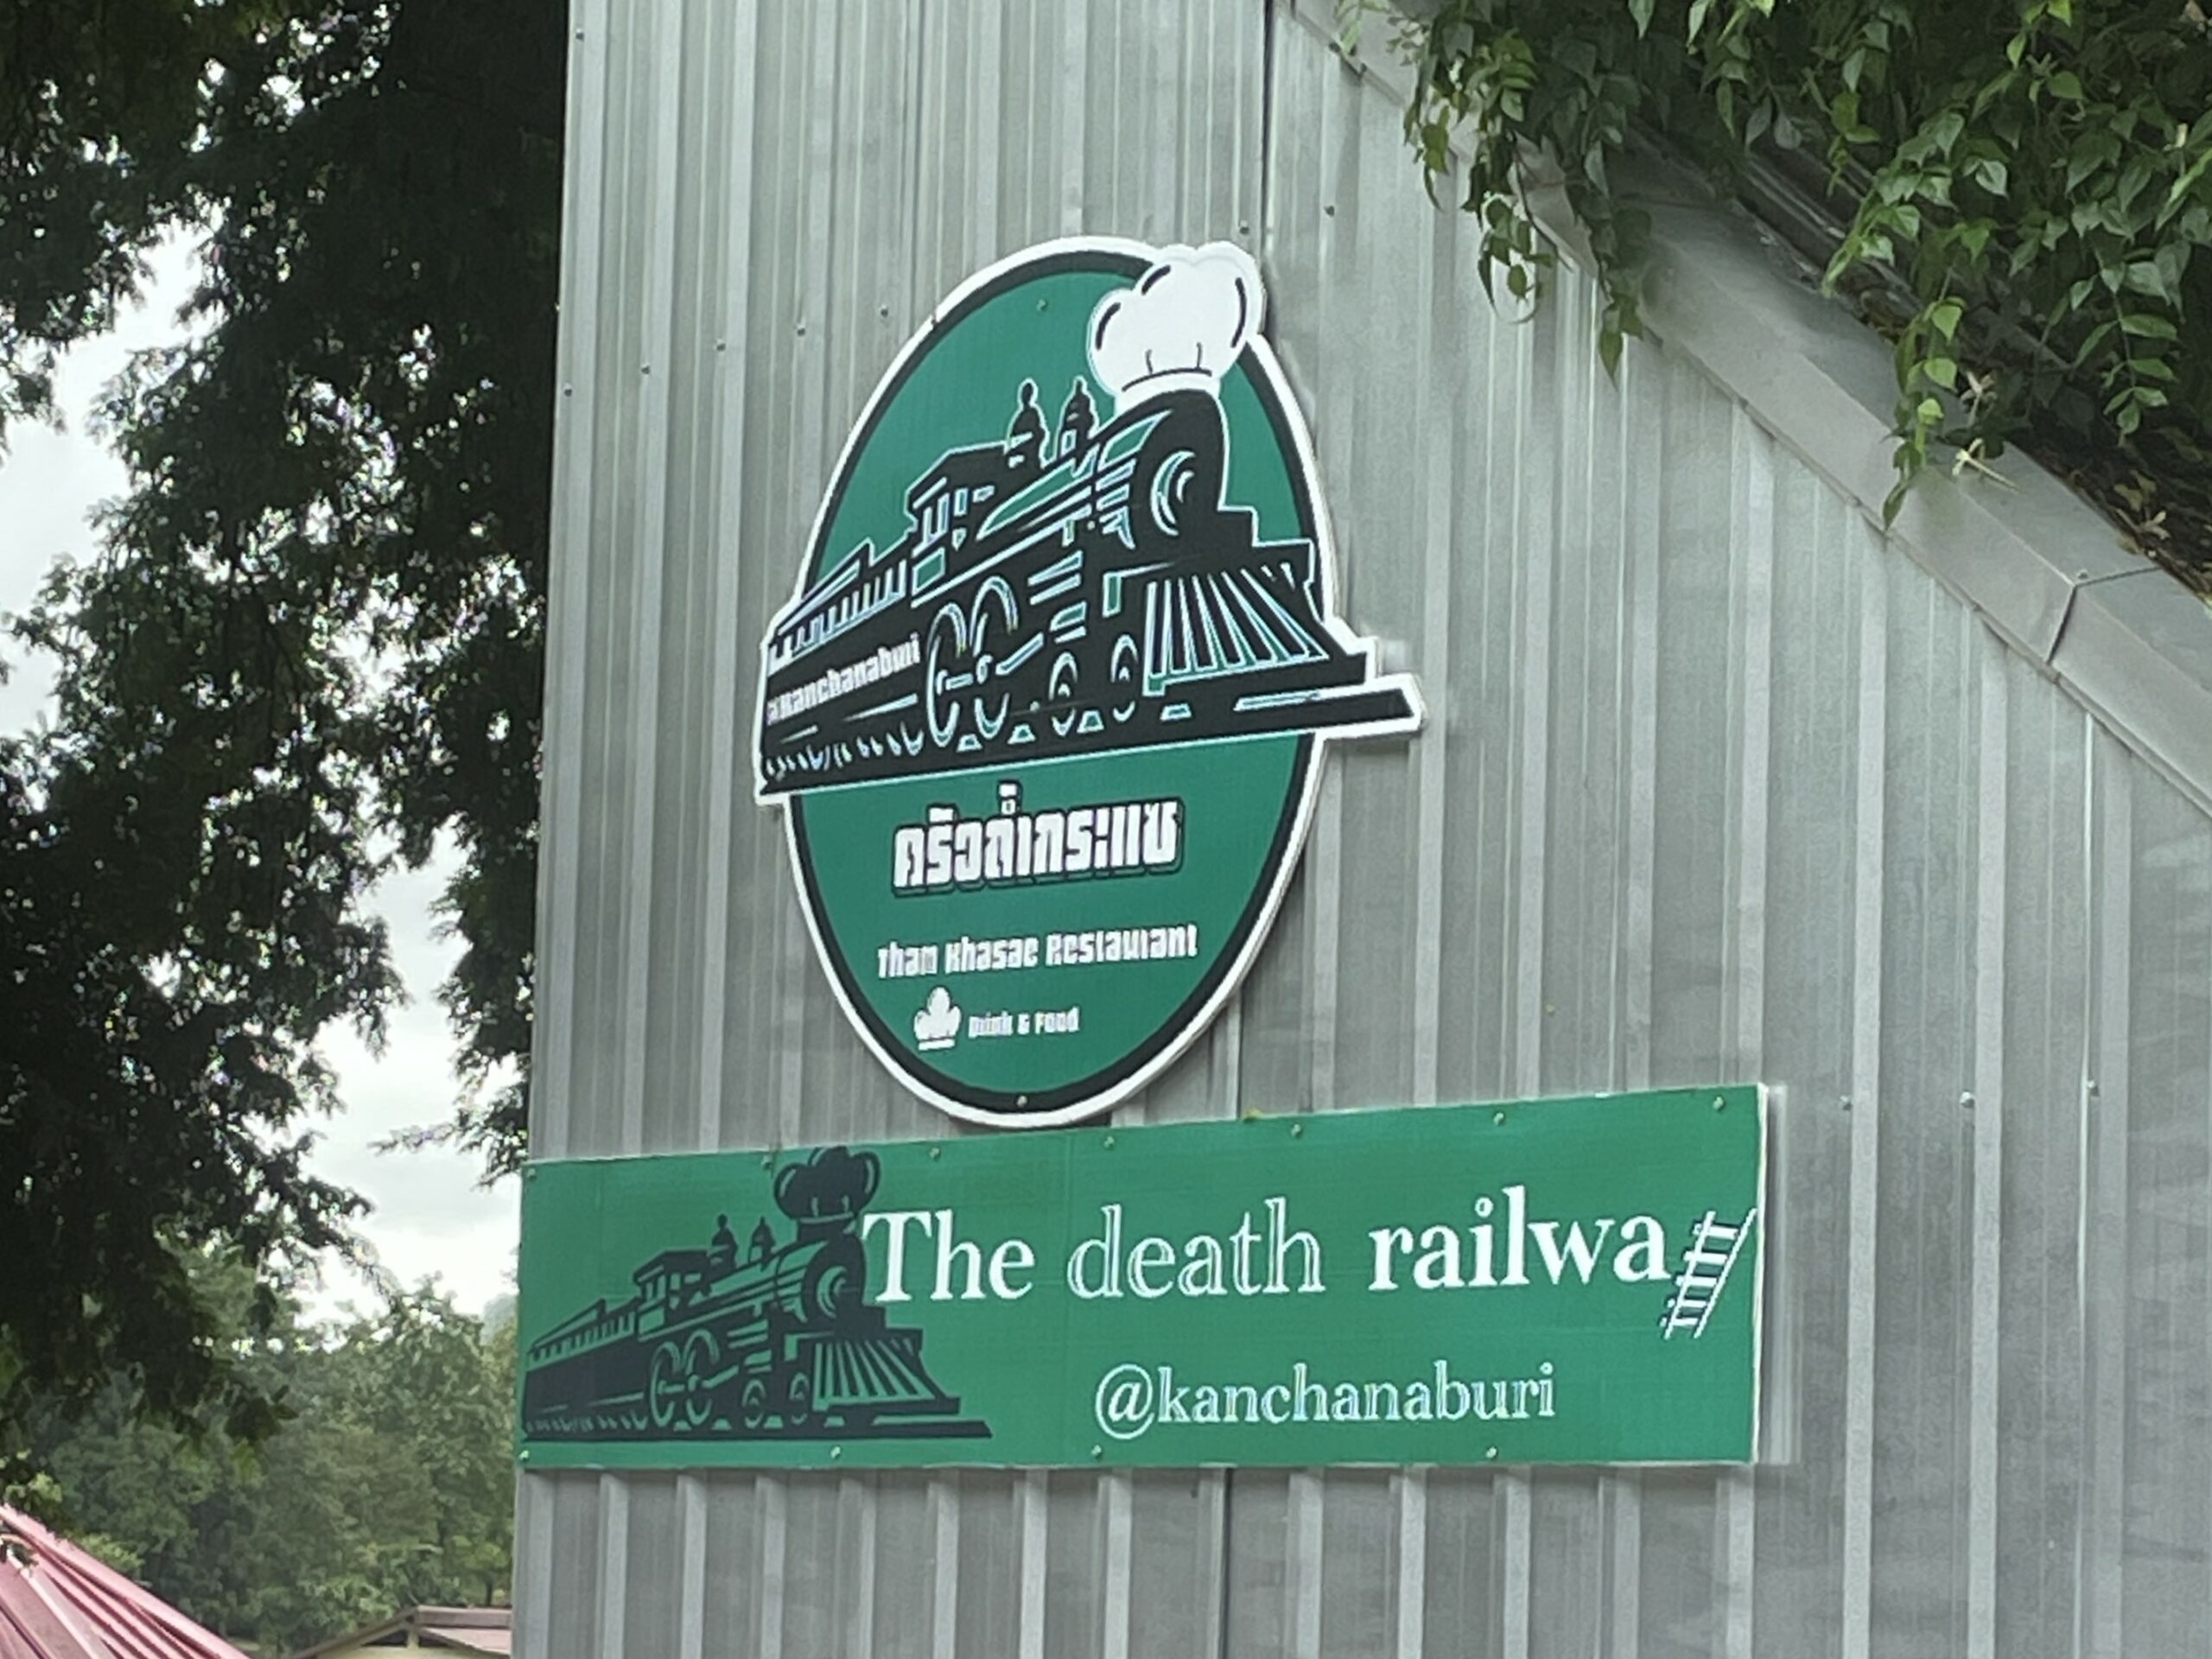 @Kanchanaburi
ครัวถ้ำกระแซ
Tham Khasae Restaurant
Drink & Food
The death railway
@kanchanaburi